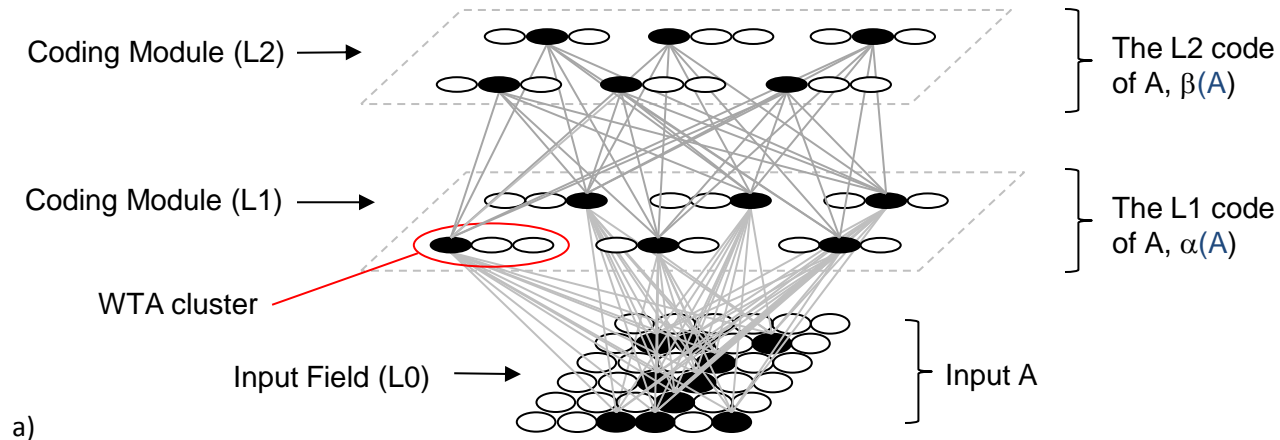 Coding Module (L2)
The L2 code
of A, β(A)
Coding Module (L1)
The L1 code
of A, α(A)
WTA cluster
Input Field (L0)
Input A
a)